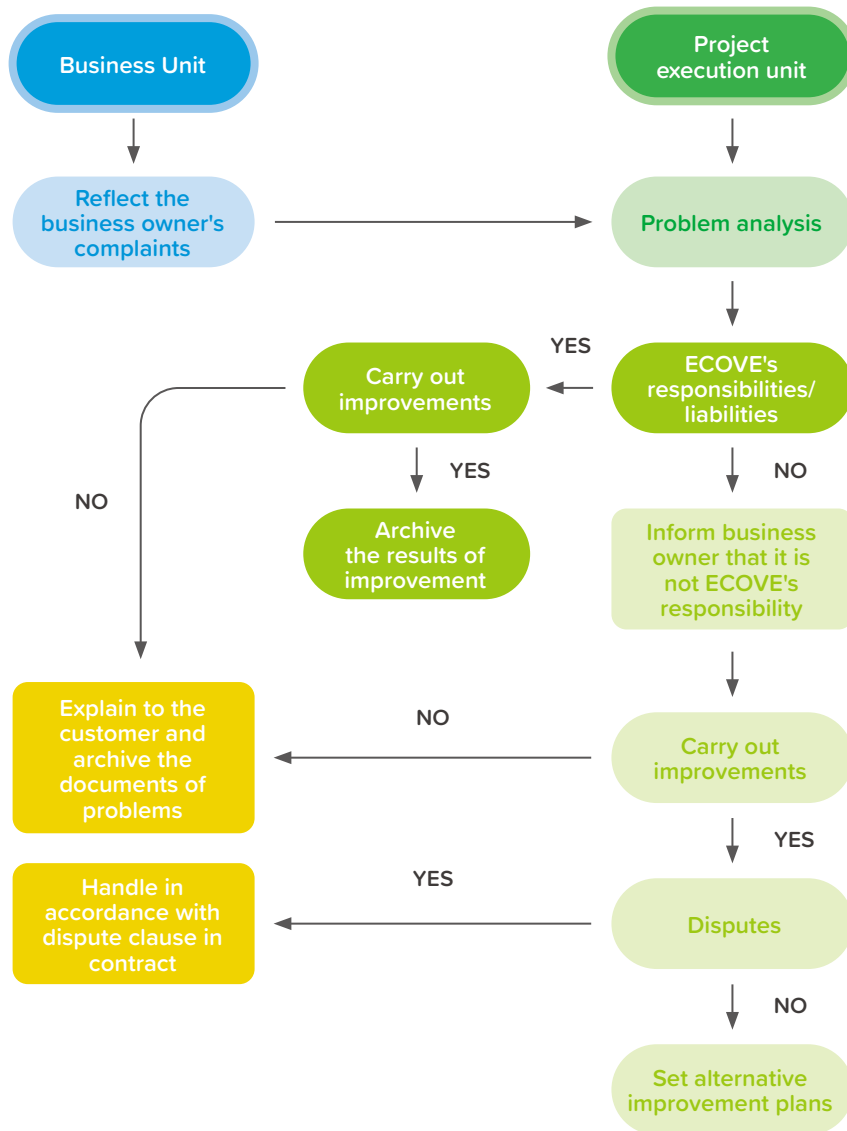 Business Unit
Project
execution unit
Reflect the
business owner's
complaints
Problem analysis
YES
Carry out
improvements
ECOVE's
responsibilities/
liabilities
NO
YES
NO
Archive
the results of
improvement
Inform business
owner that it is
not ECOVE's
responsibility
Explain to the
customer and
archive the
documents of
problems
NO
Carry out
improvements
YES
Handle in
accordance with
dispute clause in
contract
YES
Disputes
NO
Set alternative
improvement plans